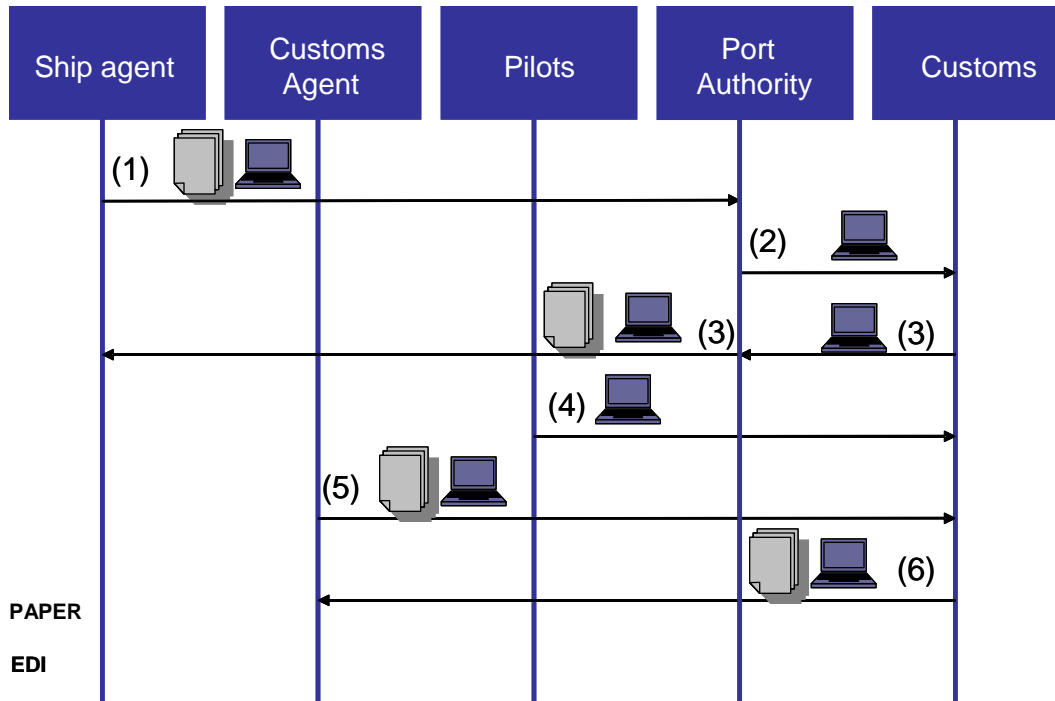 Ship agent
Customs
Agent
Pilots
Port
Authority
Customs
(1)
(2)
(3)
(3)
(4)
(5)
(6)
PAPER
EDI